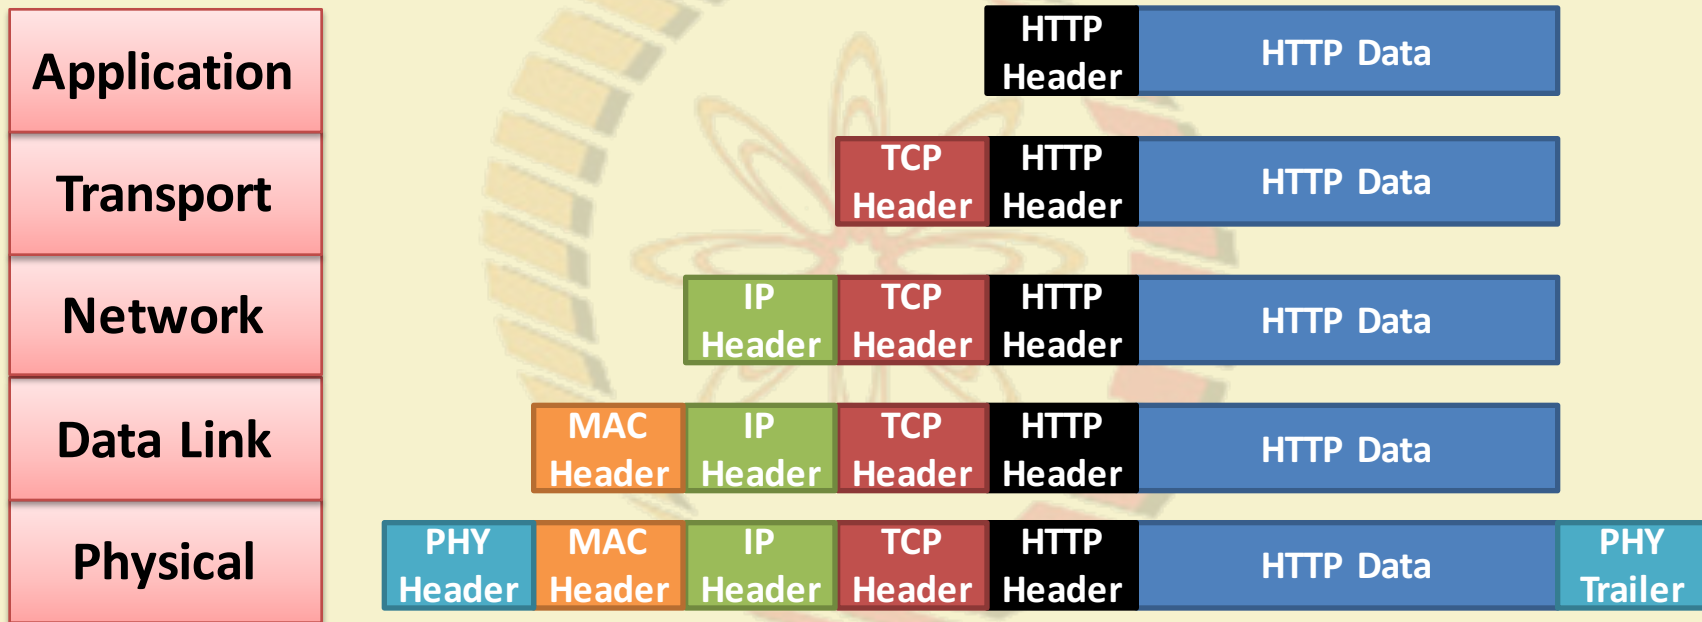 Application
HTTP
Header
HTTP Data
Transport
TCP
Header
HTTP
Header
HTTP Data
Network
IP
Header
TCP
Header
HTTP
Header
HTTP Data
Data Link
MAC
Header
IP
Header
TCP
Header
HTTP
Header
HTTP Data
Physical
PHY
Header
MAC
Header
IP
Header
TCP
Header
HTTP
Header
HTTP Data
PHY
Trailer